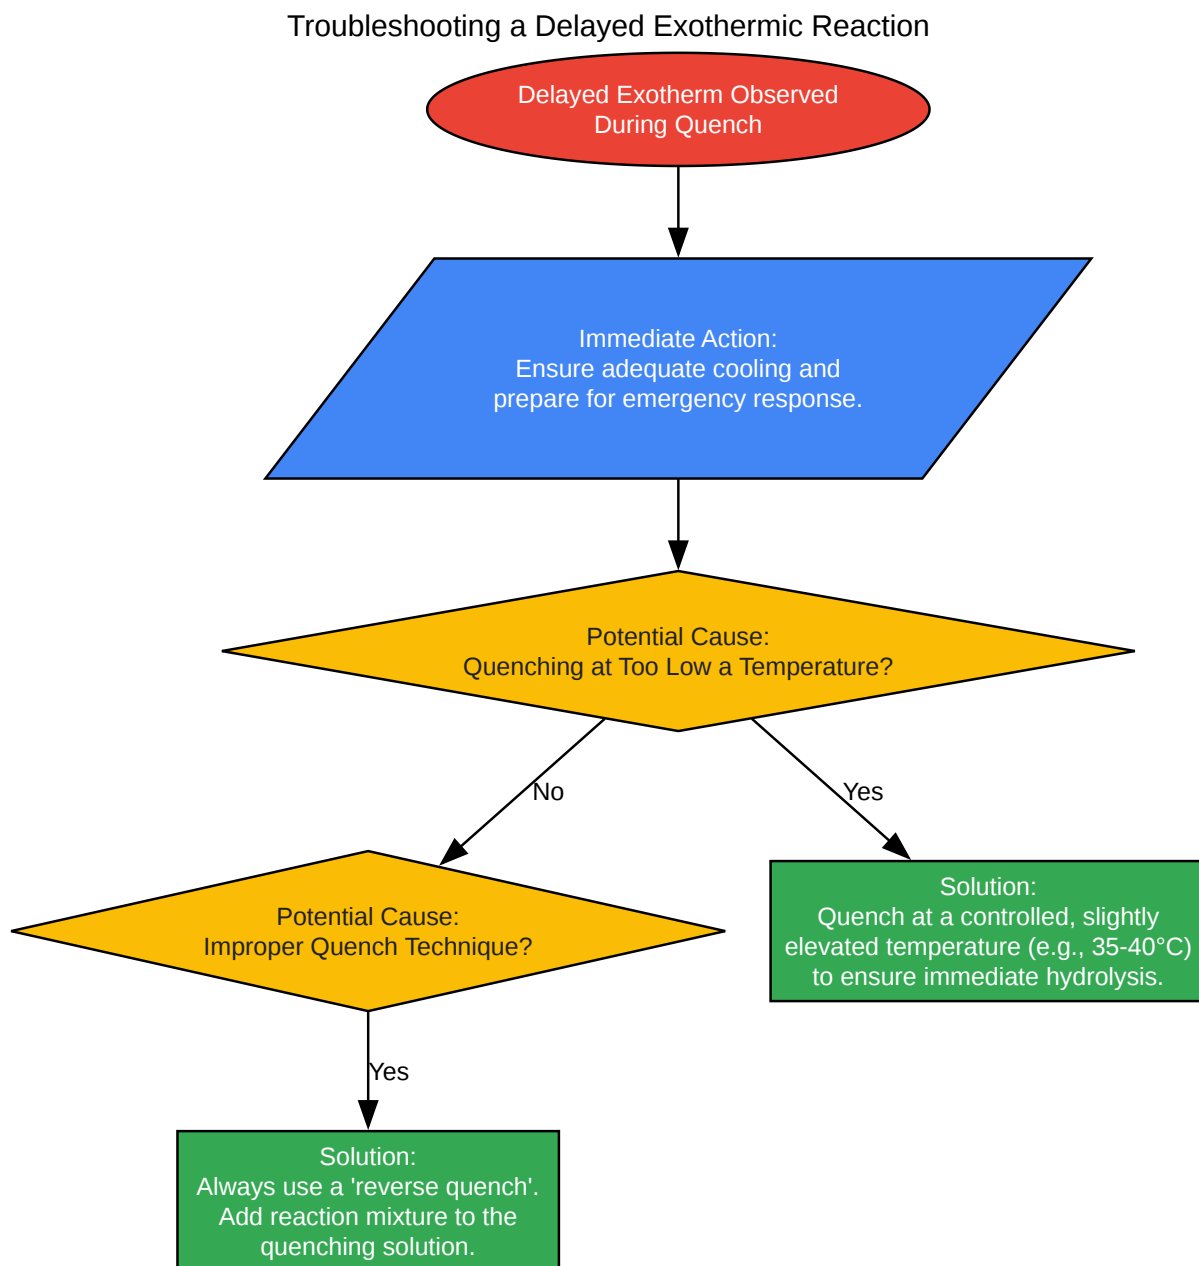 Troubleshooting a Delayed Exothermic Reaction
Delayed Exotherm Observed
During Quench
Immediate Action:
Ensure adequate cooling and
prepare for emergency response.
Potential Cause:
Quenching at Too Low a Temperature?
No
Yes
Potential Cause:
Improper Quench Technique?
Solution:
Quench at a controlled, slightly
elevated temperature (e.g., 35-40°C)
to ensure immediate hydrolysis.
Yes
Solution:
Always use a 'reverse quench'.
Add reaction mixture to the
quenching solution.